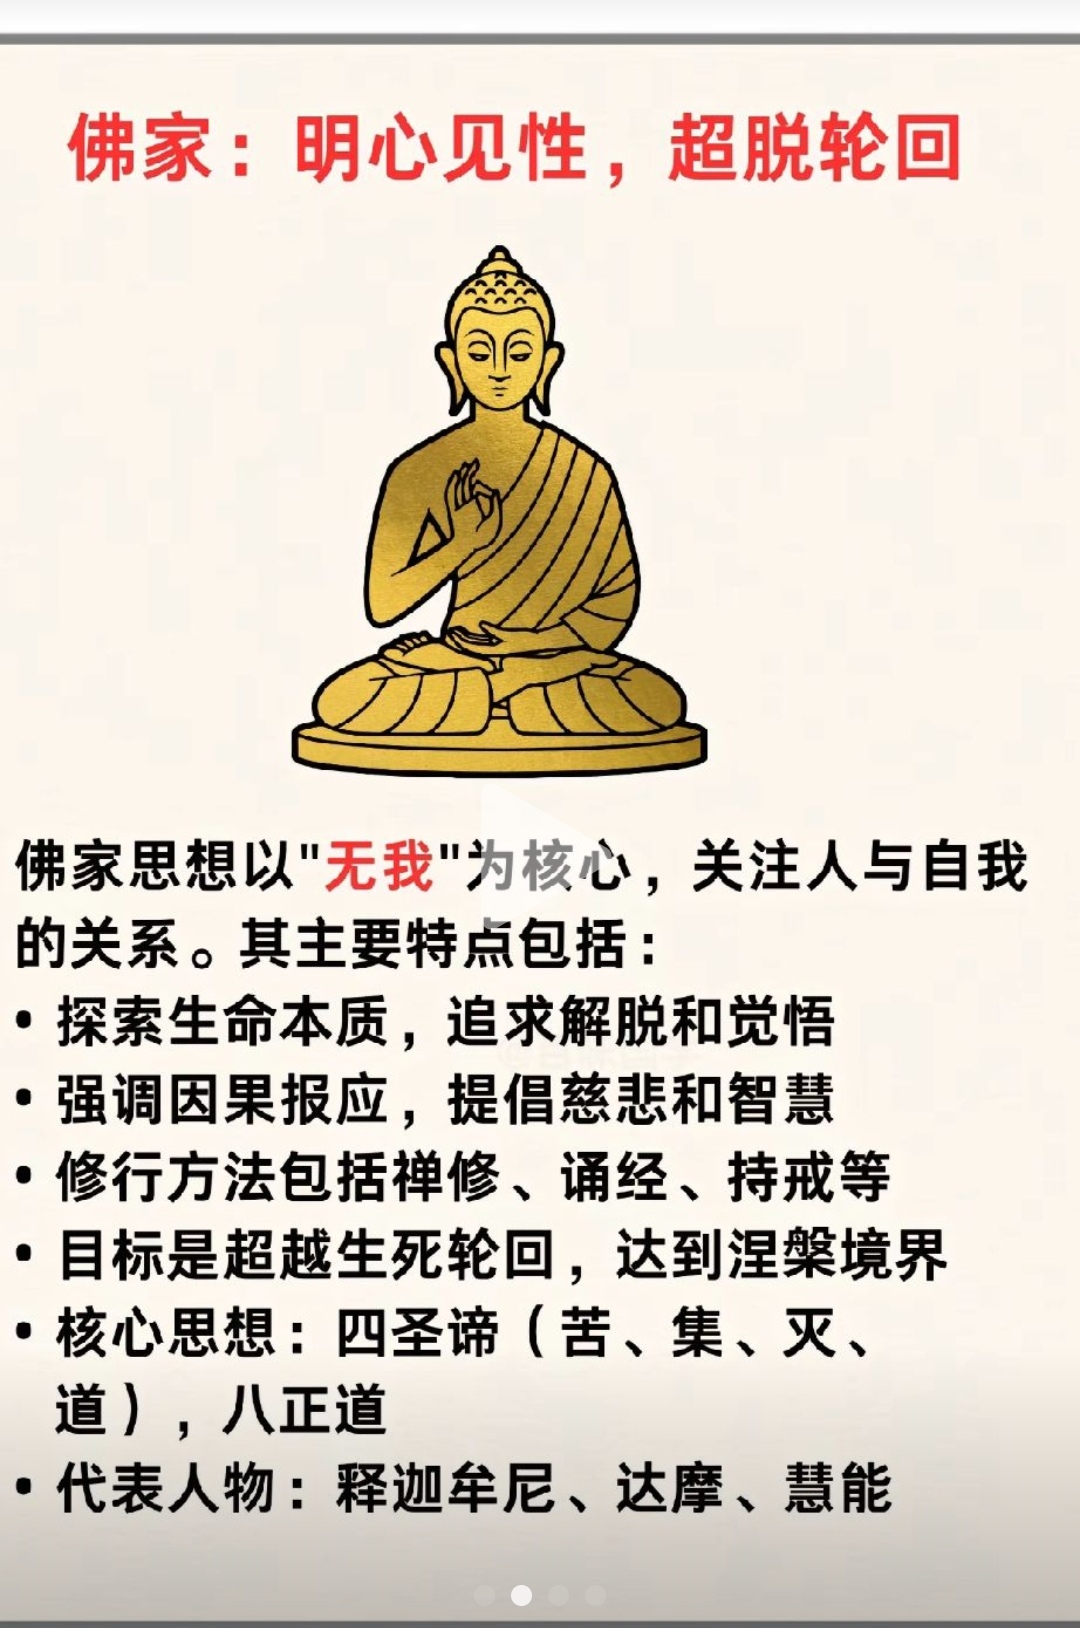 佛家：明心见性，超脱轮回
佛家思想以"无我"为核心，关注人与自我
的关系。其主要特点包括：
• 探索生命本质，追求解脱和觉悟
• 强调因果报应，提倡慈悲和智慧
• 修行方法包括禅修、诵经、持戒等
• 目标是超越生死轮回，达到涅槃境界
• 核心思想：四圣谛（苦、集、灭、
道），八正道
• 代表人物：释迦牟尼、达摩、慧能